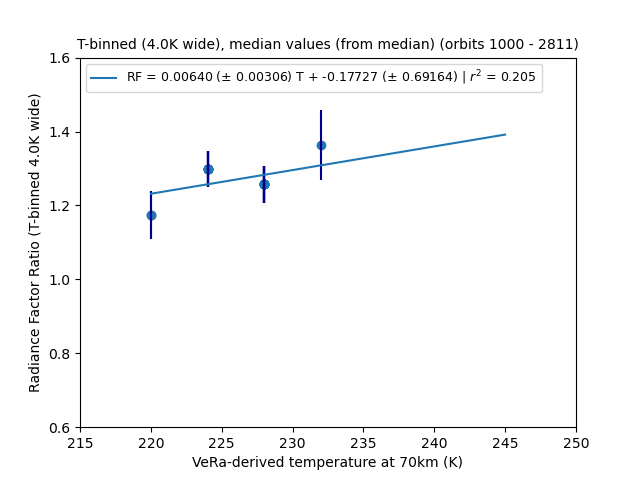 T-binned (4.0K wide), median values (from median) (orbits 1000 - 2811)
RF = 0.00640 (± 0.00306) T + -0.17727 (± 0.69164) | r² = 0.205
Radiance Factor Ratio (T-binned 4.0K wide)
1.6
1.4
1.2
1.0
0.8
0.6
215 220 225 230 235 240 245 250
VeRa-derived temperature at 70km (K)